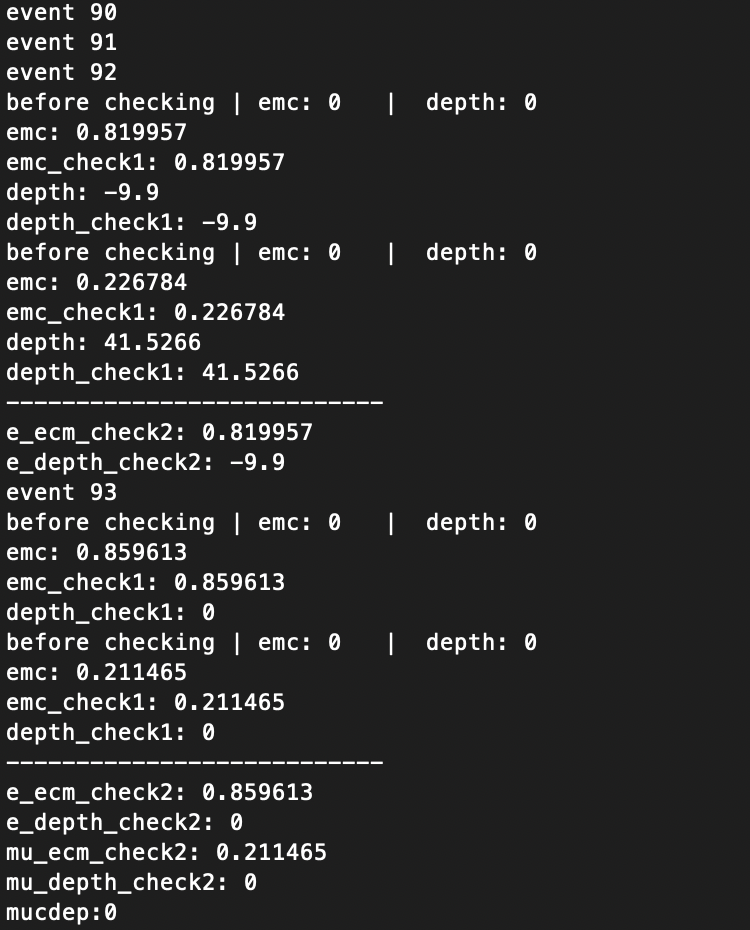 event 90
event 91
event 92
before checking | emc: 0   |  depth: 0
emc: 0.819957
emc_check1: 0.819957
depth: -9.9
depth_check1: -9.9
before checking | emc: 0   |  depth: 0
emc: 0.226784
emc_check1: 0.226784
depth: 41.5266
depth_check1: 41.5266
---------------------------
e_ecm_check2: 0.819957
e_depth_check2: -9.9
event 93
before checking | emc: 0   |  depth: 0
emc: 0.859613
emc_check1: 0.859613
depth_check1: 0
before checking | emc: 0   |  depth: 0
emc: 0.211465
emc_check1: 0.211465
depth_check1: 0
---------------------------
e_ecm_check2: 0.859613
e_depth_check2: 0
mu_ecm_check2: 0.211465
mu_depth_check2: 0
mucdep:0